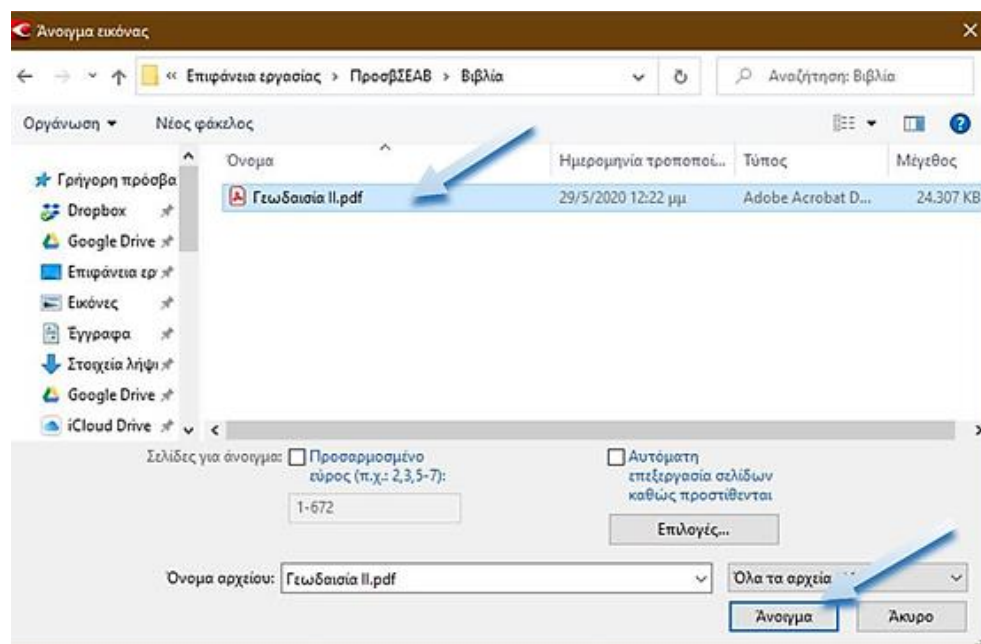 Άνοιγμα εικόνας
« Επιφάνεια εργασίας › ΠροσβΣΕΑΒ › Βιβλία
Αναζήτηση: Βιβλία
Οργάνωση
Νέος φάκελος
Όνομα
Ημερομηνία τροποποί...
Τύπος
Μέγεθος
Γρήγορη πρόσβα
Γεωδαισία II.pdf
29/5/2020 12:22 μμ
Adobe Acrobat D...
24.307 KB
Dropbox
Google Drive
Επιφάνεια ερ
Εικόνες
Έγγραφα
Στοιχεία λήψι
Google Drive
iCloud Drive
Σελίδες για άνοιγμα:
Προσαρμοσμένο
εύρος (π.χ.: 2,3,5-7):
1-672
Αυτόματη
επεξεργασία σελίδων
καθώς προστίθενται
Επιλογές...
Όνομα αρχείου:
Γεωδαισία II.pdf
Όλα τα αρχεία
Άνοιγμα
Άκυρο